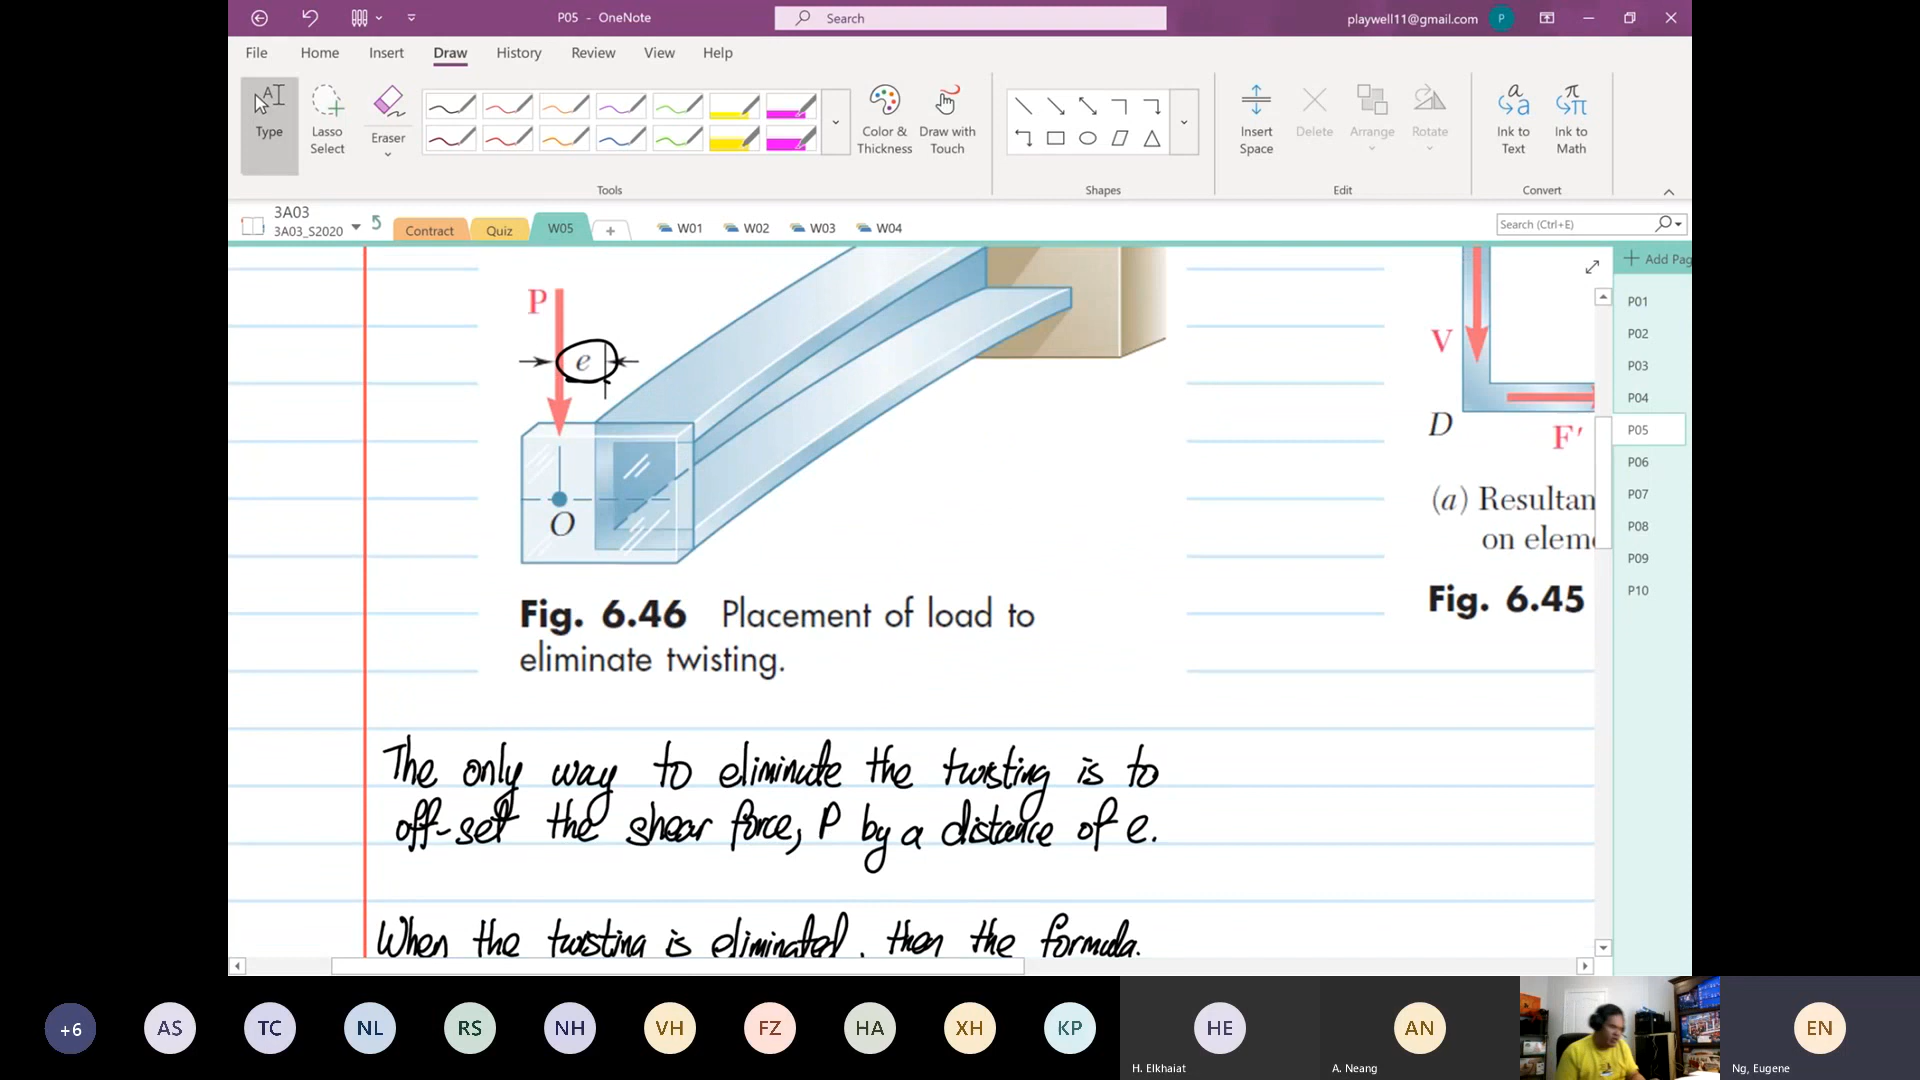 P05 - OneNote
Search
playwell11@gmail.com
P
File Home Insert Draw History Review View Help
Type
Lasso Select
Eraser
Color & Thickness
Draw with Touch
Insert Space
Delete
Arrange
Rotate
Ink to Text
Ink to Math
Tools
Shapes
Edit
Convert
3A03
3A03_S2020
Contract
Quiz
W05
+
W01
W02
W03
W04
Search (Ctrl+E)
Add Pag
P01
P02
P03
P04
P05
P06
P07
P08
P09
P10
P
e
O
V
D
F′
(a) Resultan
on elem
Fig. 6.45
Fig. 6.46 Placement of load to
eliminate twisting.
The only way to eliminate the twisting is to
off-set the shear force, P by a distance of e.
When the twisting is eliminated, then the formula.
+6
AS
TC
NL
RS
NH
VH
FZ
HA
XH
KP
HE
H. Elkhaiat
AN
A. Neang
EN
Ng, Eugene